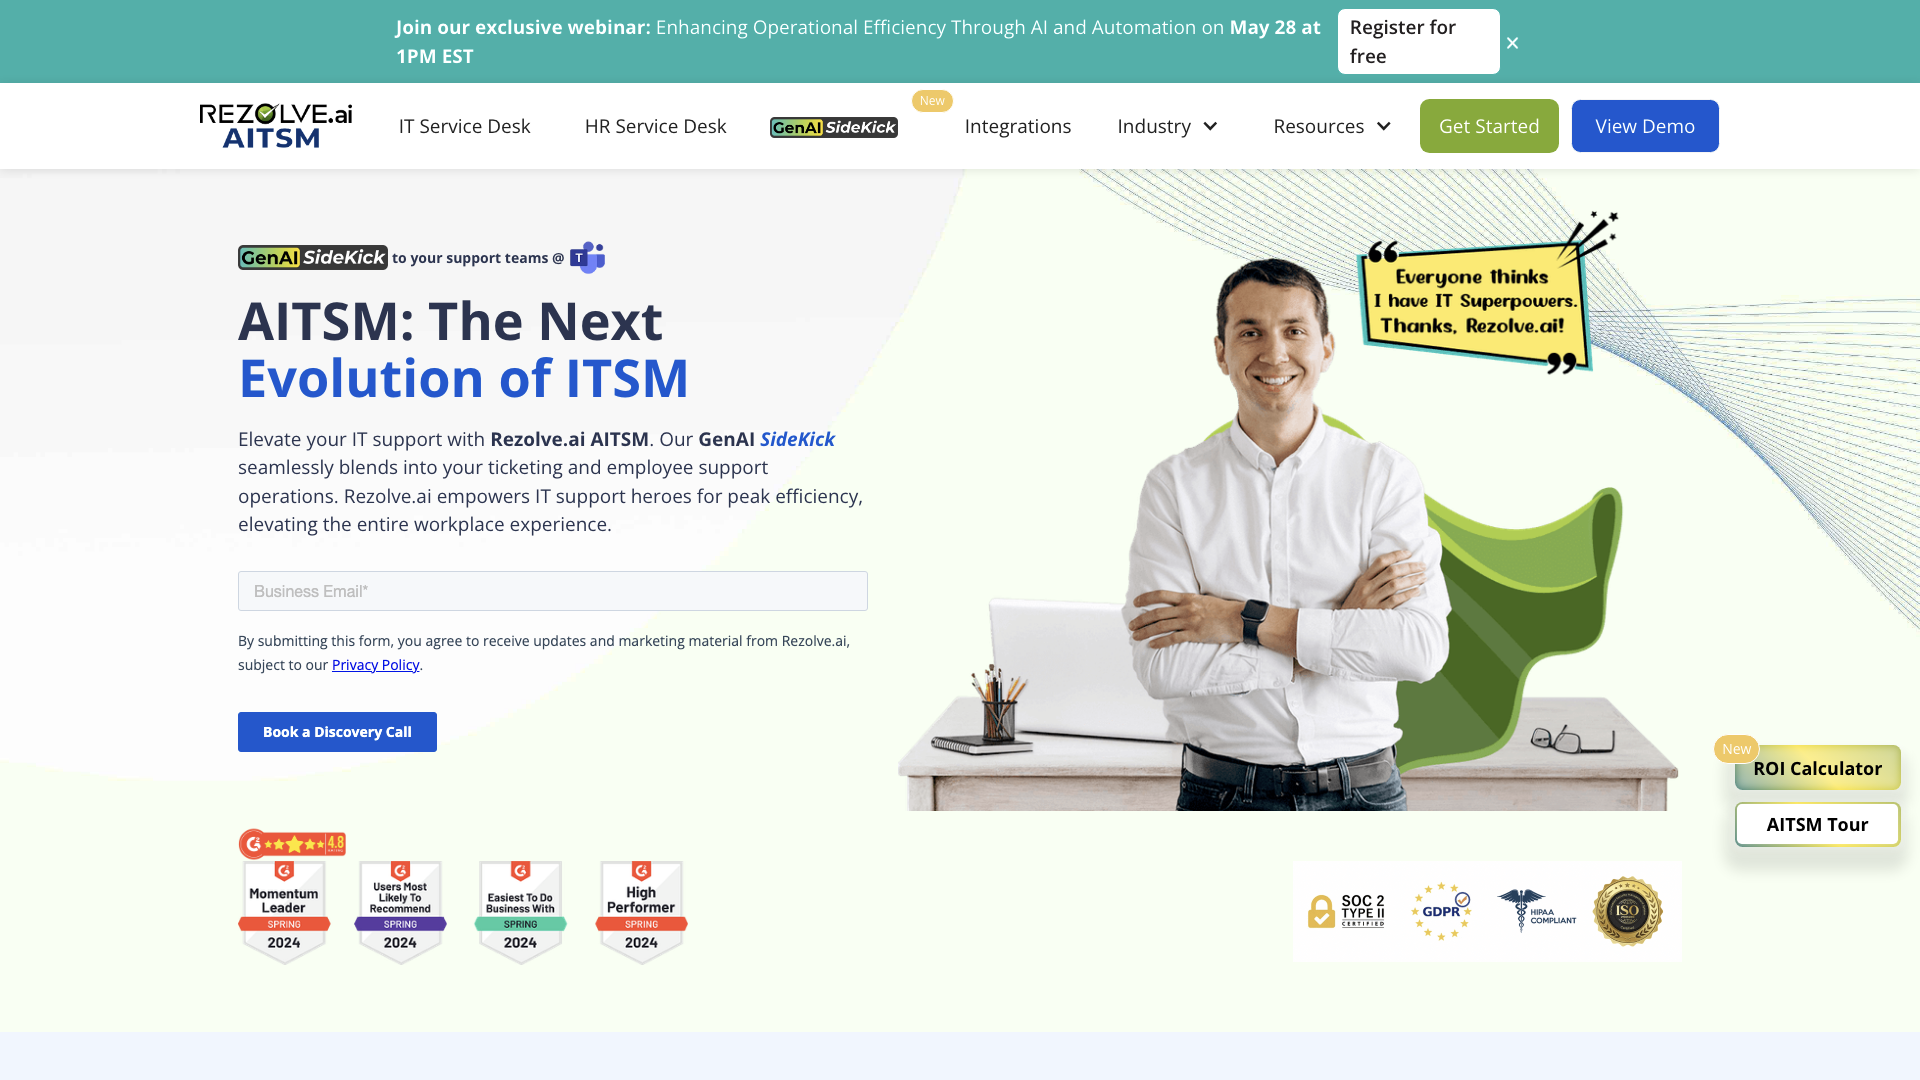 Join our exclusive webinar: Enhancing Operational Efficiency Through AI and Automation on May 28 at
1PM EST
Register for
free
×
REZOLVE.ai
AITSM
IT Service Desk
HR Service Desk
GenAI SideKick
New
Integrations
Industry
Resources
Get Started
View Demo
GenAI SideKick to your support teams @ T
AITSM: The Next
Evolution of ITSM
Elevate your IT support with Rezolve.ai AITSM. Our GenAI SideKick
seamlessly blends into your ticketing and employee support
operations. Rezolve.ai empowers IT support heroes for peak efficiency,
elevating the entire workplace experience.
Business Email*
By submitting this form, you agree to receive updates and marketing material from Rezolve.ai,
subject to our Privacy Policy.
Book a Discovery Call
“Everyone thinks
I have IT Superpowers.
Thanks, Rezolve.ai!”
New
ROI Calculator
AITSM Tour
4.8
Momentum
Leader
SPRING
2024
Users Most
Likely To
Recommend
SPRING
2024
Easiest To Do
Business With
SPRING
2024
High
Performer
SPRING
2024
SOC 2
TYPE II
CERTIFIED
GDPR
HIPAA
COMPLIANT
ISO